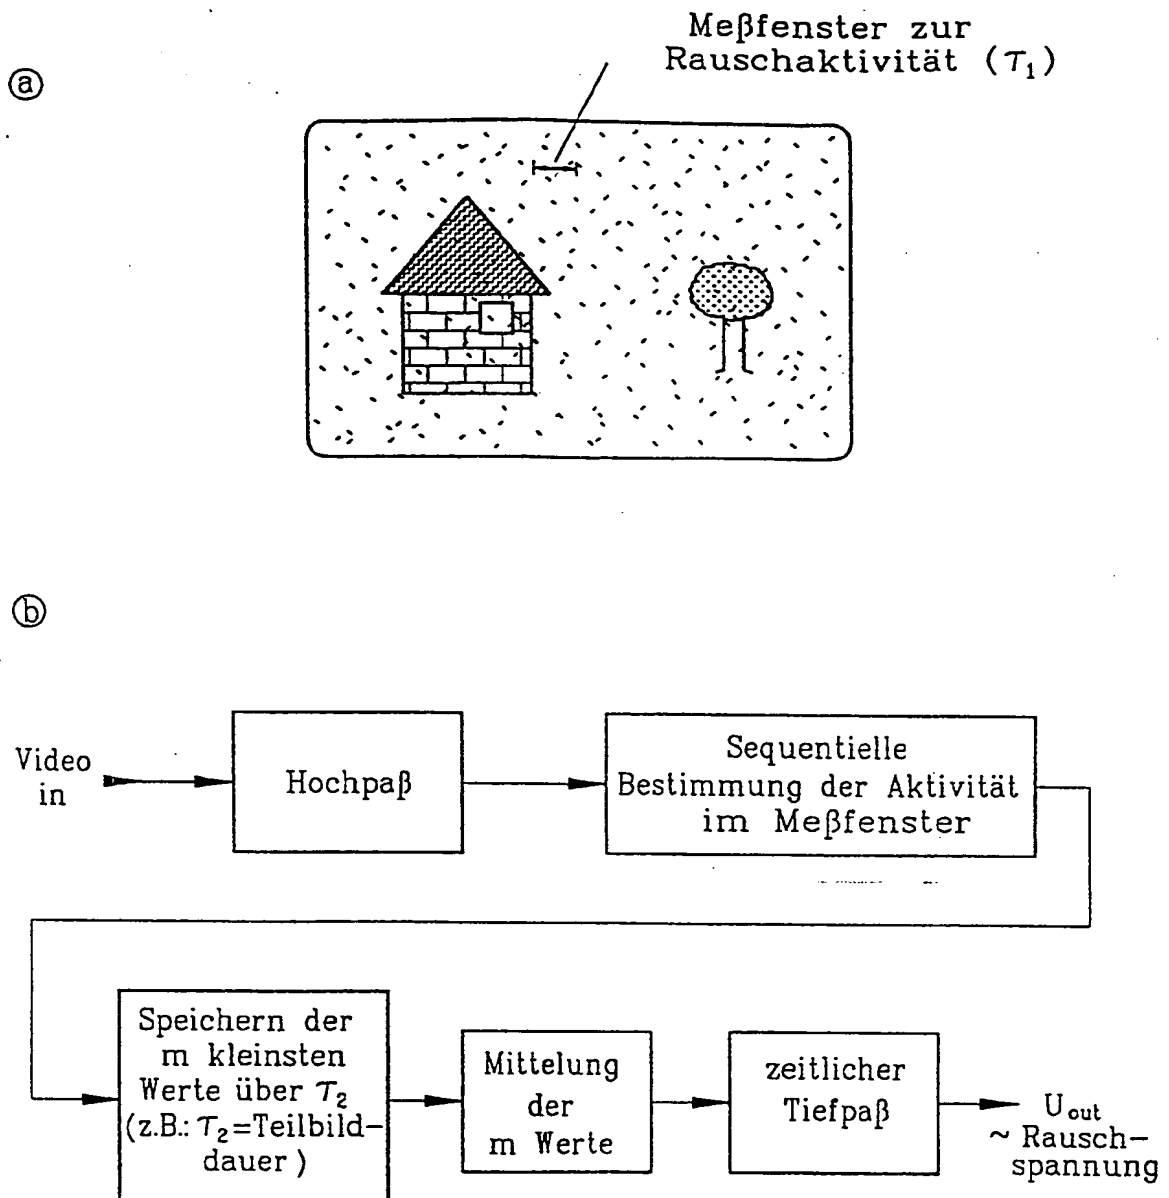 Meßfenster zur
Rauschaktivität (τ₁)
ⓐ
ⓑ
Video
in
Hochpaß
Sequentielle
Bestimmung der Aktivität
im Meßfenster
Speichern der
m kleinsten
Werte über τ₂
(z.B.: τ₂=Teilbild-
dauer)
Mittelung
der
m Werte
zeitlicher
Tiefpaß
U_out
~ Rausch-
spannung